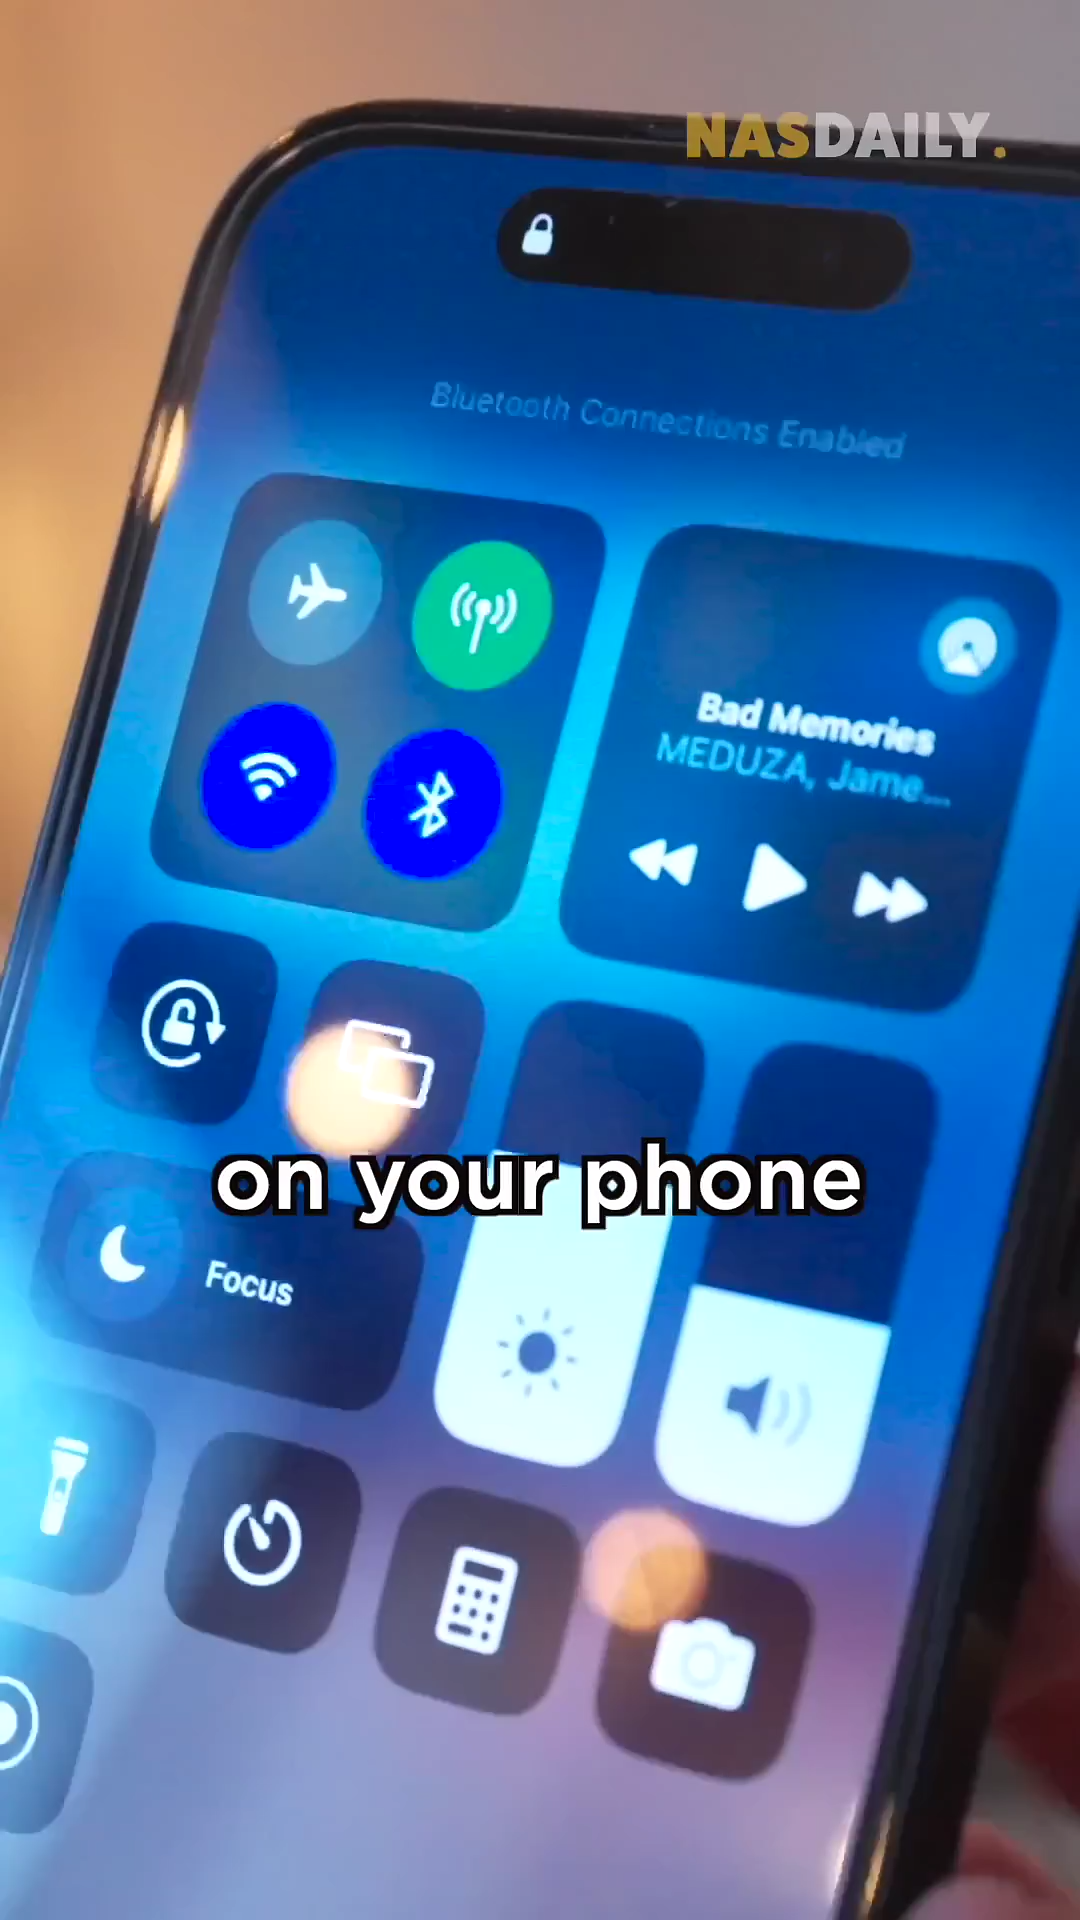 NASDAILY.
Bluetooth Connections Enabled
Bad Memories
MEDUZA, Jame...
on your phone
Focus